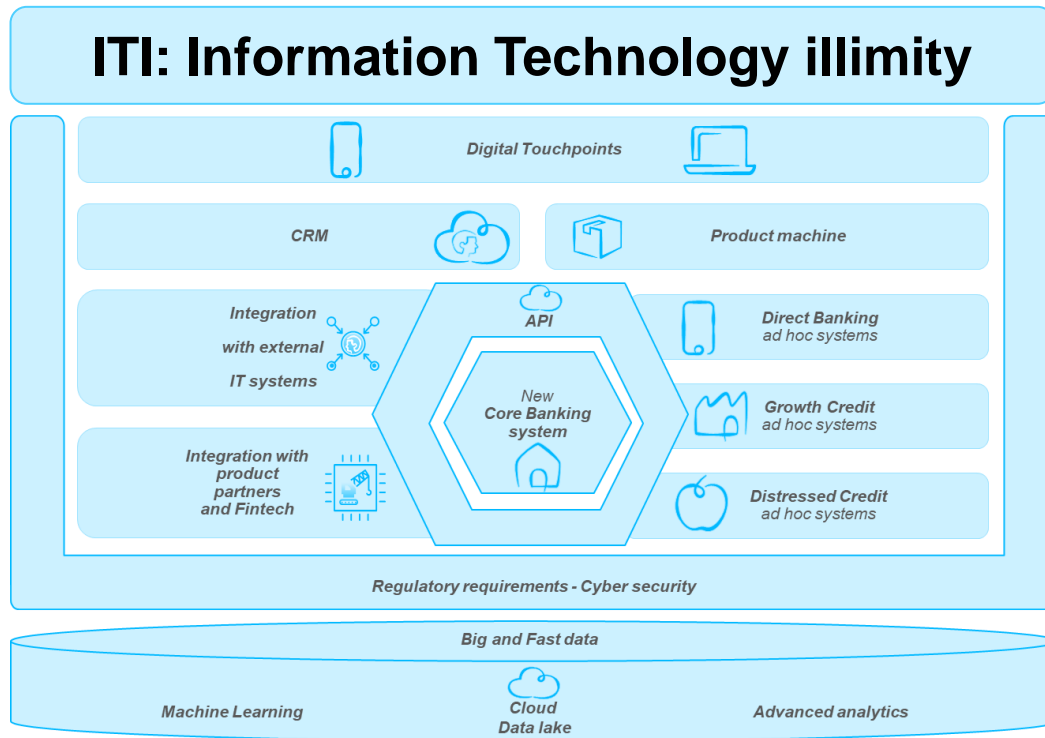 ITI: Information Technology illimity
Digital Touchpoints
CRM
Product machine
Integration
with external
IT systems
API
Direct Banking
ad hoc systems
New
Core Banking
system
Growth Credit
ad hoc systems
Integration with
product
partners
and Fintech
Distressed Credit
ad hoc systems
Regulatory requirements - Cyber security
Big and Fast data
Machine Learning
Cloud
Data lake
Advanced analytics